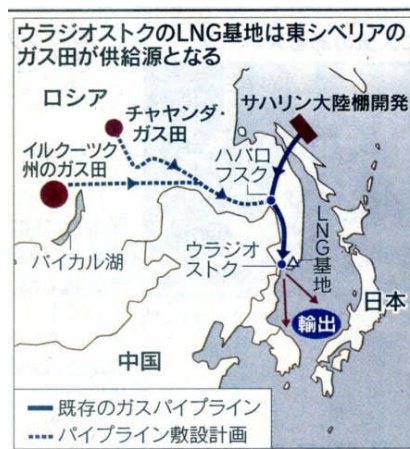 ウラジオストクのLNG基地は東シベリアの
ガス田が供給源となる
ロシア
チャヤンダ・
ガス田
サハリン大陸棚開発
イルクーツク
州のガス田
ハバロ
フスク
バイカル湖
ウラジオ
ストク
LNG基地
日本
輸出
中国
既存のガスパイプライン
パイプライン敷設計画